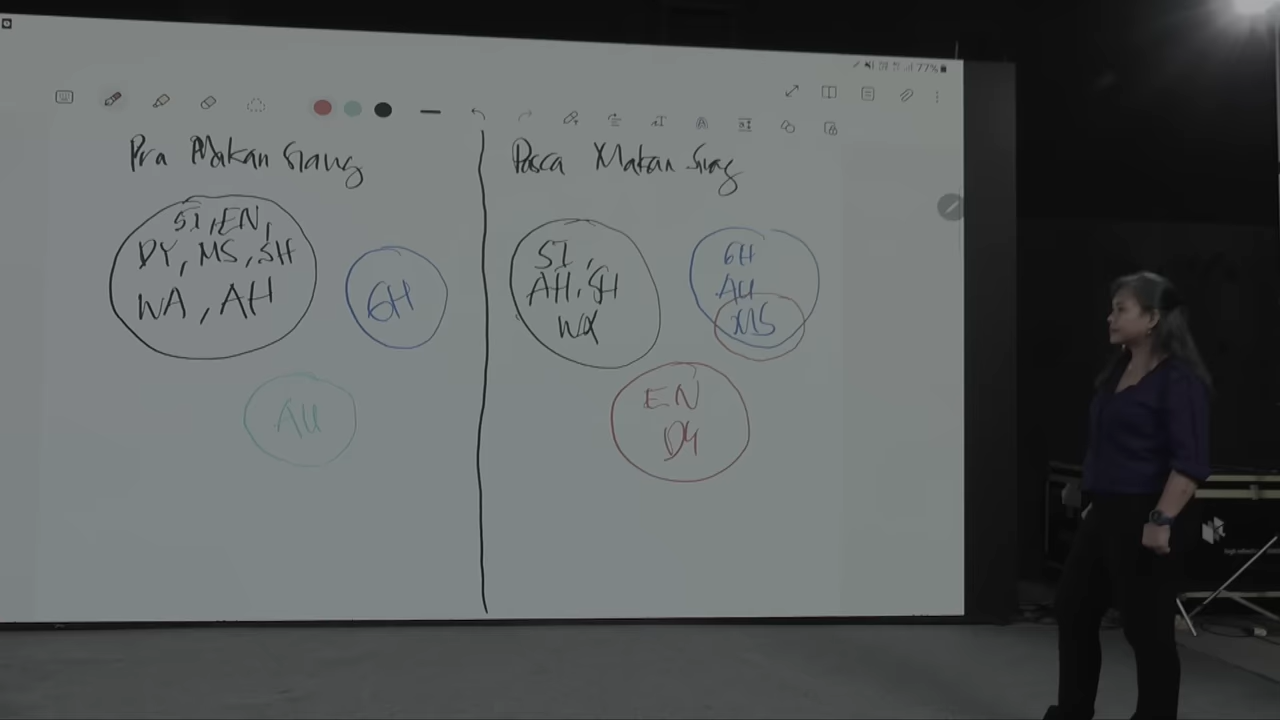 77%
Pra Makan Siang
SI, EN,
DY, MS, SH
WA, AH
GH
AU
Pasca Makan Siang
SI,
AH, SH
WA
GH
AU
MS
EN
DY